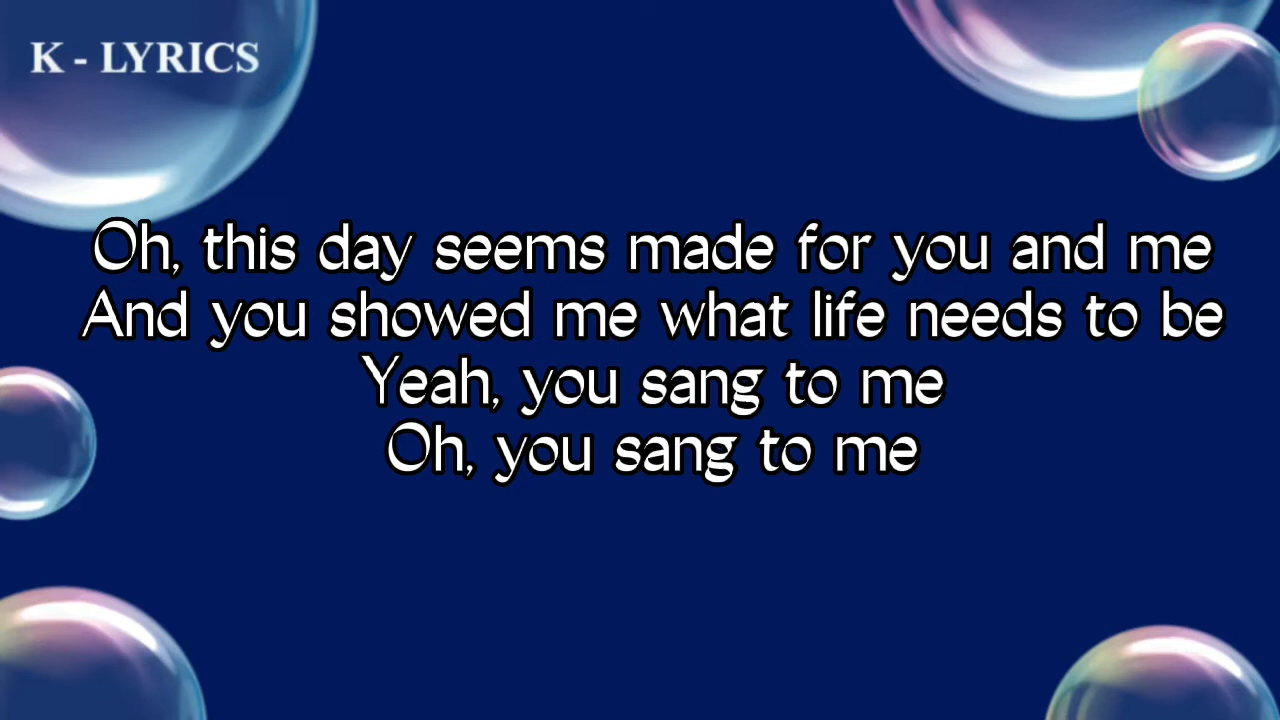 K - LYRICS
Oh, this day seems made for you and me
And you showed me what life needs to be
Yeah, you sang to me
Oh, you sang to me